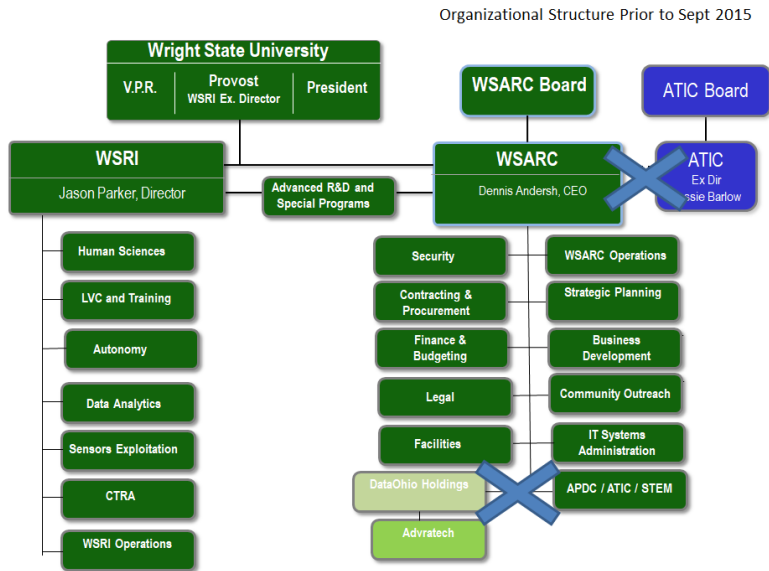 Organizational Structure Prior to Sept 2015
Wright State University
V.P.R.
Provost
WSRI Ex. Director
President
WSARC Board
ATIC Board
WSRI
Jason Parker, Director
Advanced R&D and
Special Programs
WSARC
Dennis Andersh, CEO
ATIC
Ex Dir
ssie Barlow
Human Sciences
LVC and Training
Autonomy
Data Analytics
Sensors Exploitation
CTRA
WSRI Operations
Security
WSARC Operations
Contracting &
Procurement
Strategic Planning
Finance &
Budgeting
Business
Development
Legal
Community Outreach
Facilities
IT Systems
Administration
DataOhio Holdings
APDC / ATIC / STEM
Advratech